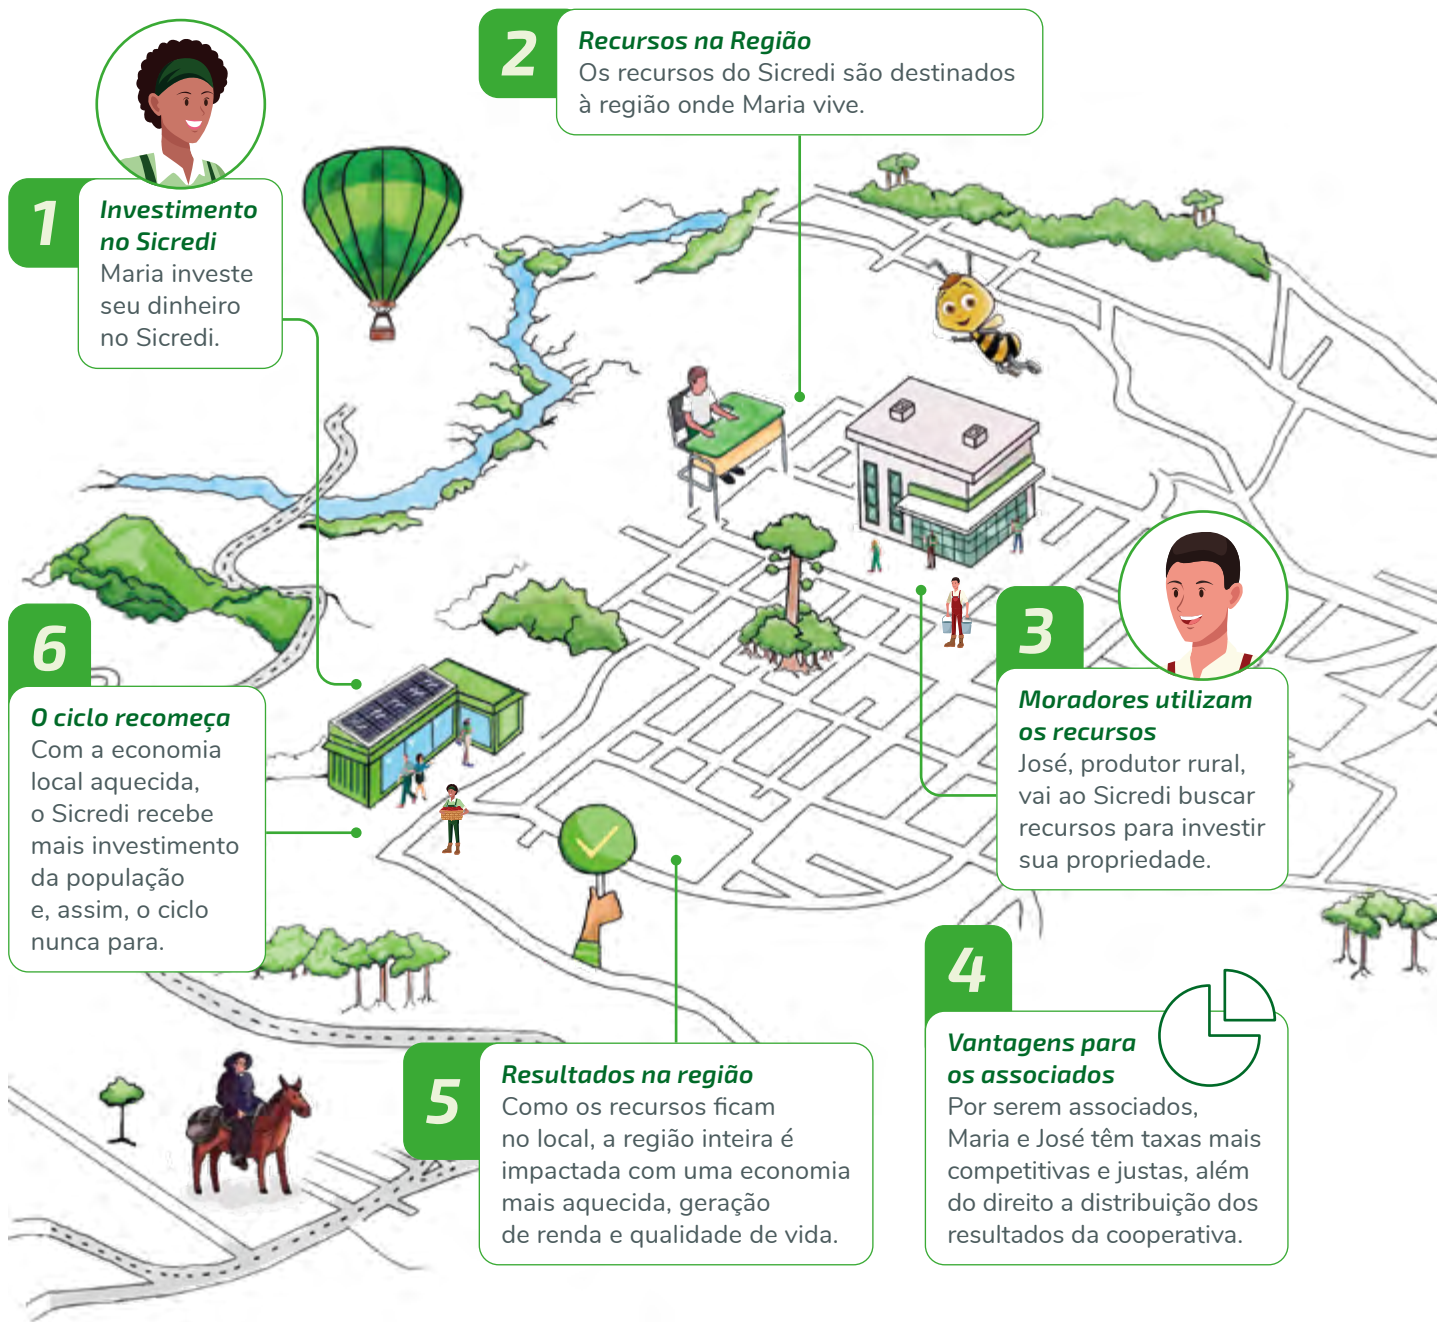 1
Investimento
no Sicredi
Maria investe
seu dinheiro
no Sicredi.
2
Recursos na Região
Os recursos do Sicredi são destinados
à região onde Maria vive.
3
Moradores utilizam
os recursos
José, produtor rural,
vai ao Sicredi buscar
recursos para investir
sua propriedade.
4
Vantagens para
os associados
Por serem associados,
Maria e José têm taxas mais
competitivas e justas, além
do direito a distribuição dos
resultados da cooperativa.
5
Resultados na região
Como os recursos ficam
no local, a região inteira é
impactada com uma economia
mais aquecida, geração
de renda e qualidade de vida.
6
O ciclo recomeça
Com a economia
local aquecida,
o Sicredi recebe
mais investimento
da população
e, assim, o ciclo
nunca para.